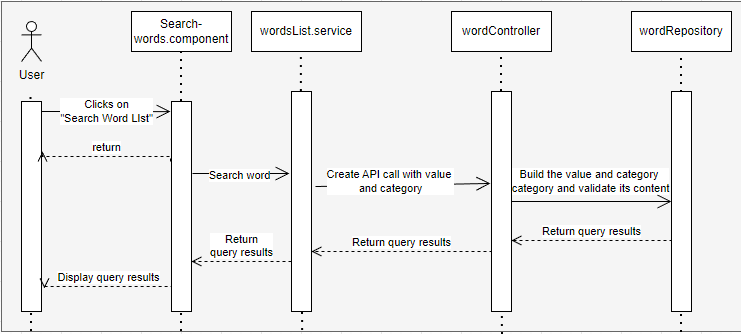 Search-
words.component
wordsList.service
wordController
wordRepository
User
Clicks on
"Search Word LIst"
return
Search word
Create API call with value
and category
Build the value and category
category and validate its content
Return query results
Return query results
Return
query results
Display query results